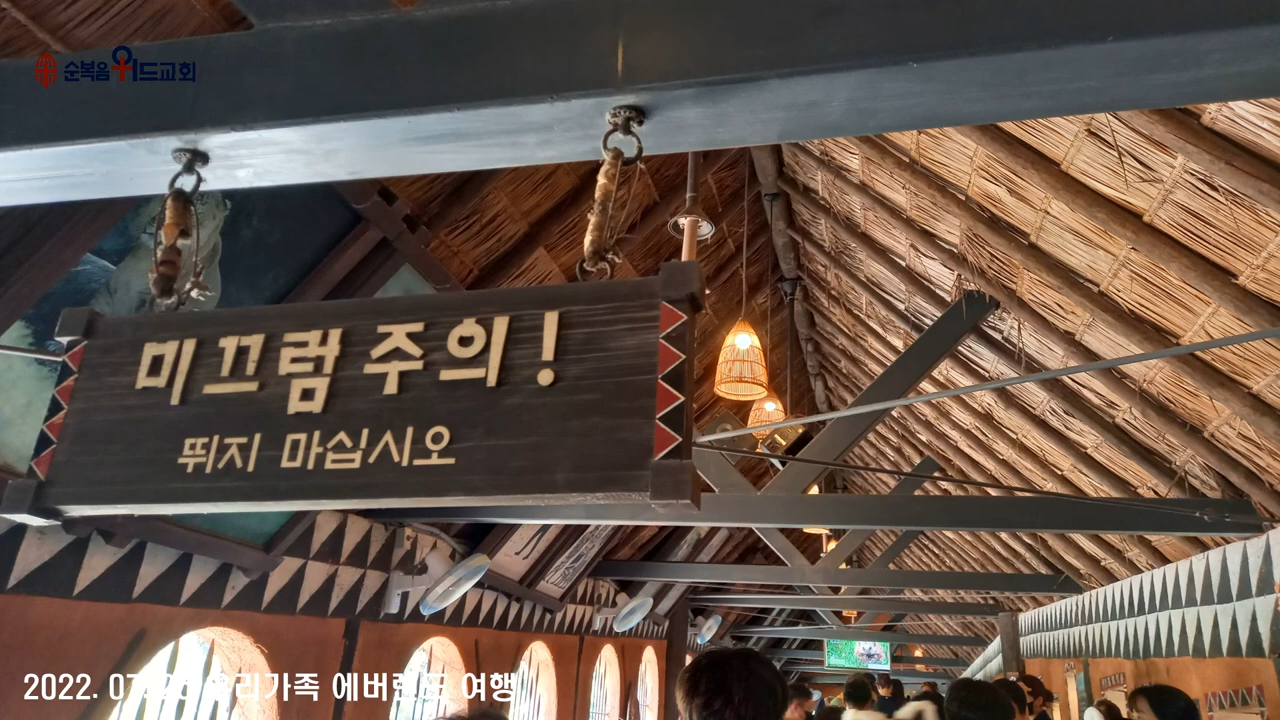 순복음위드교회
미끄럼주의!
뛰지 마십시오
2022. 우리가족 에버랜드 여행